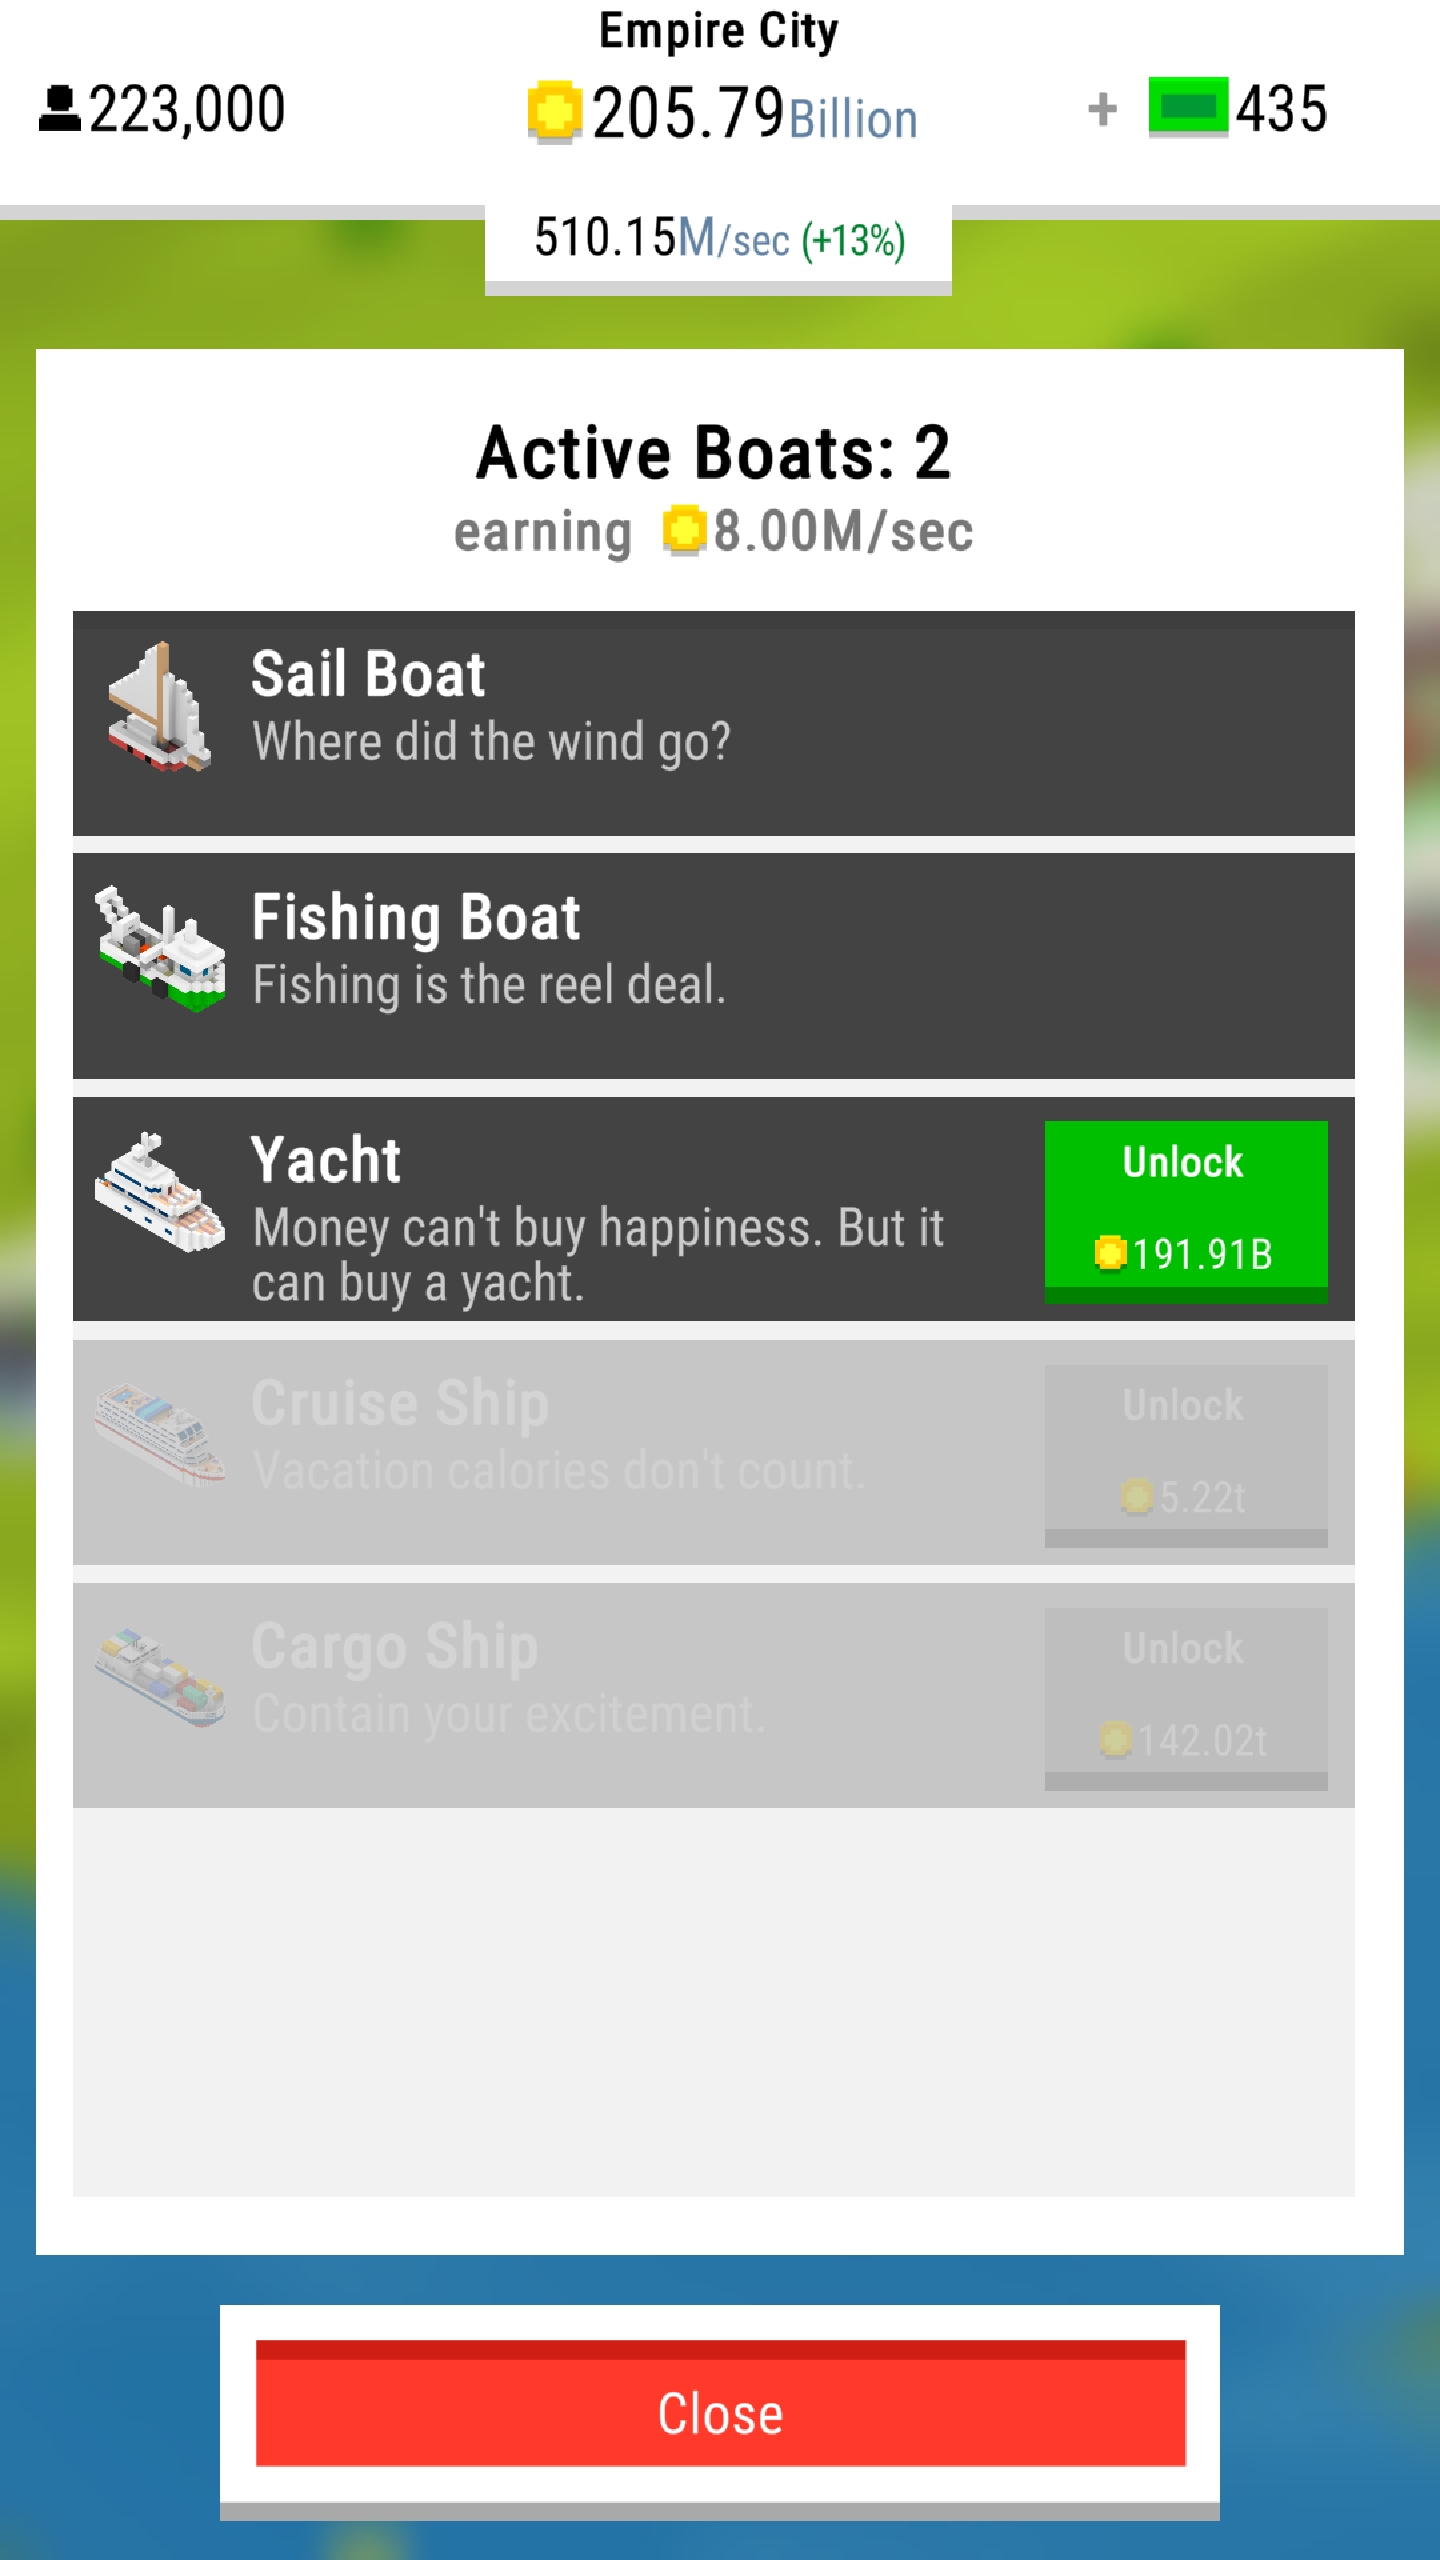 Empire City
223,000
205.79Billion
+ 435
510.15M/sec (+13%)
Active Boats: 2
earning 8.00M/sec
Sail Boat
Where did the wind go?
Fishing Boat
Fishing is the reel deal.
Yacht
Money can't buy happiness. But it
can buy a yacht.
Unlock
191.91B
Cruise Ship
Vacation calories don't count.
Unlock
5.22t
Cargo Ship
Contain your excitement.
Unlock
142.02t
Close